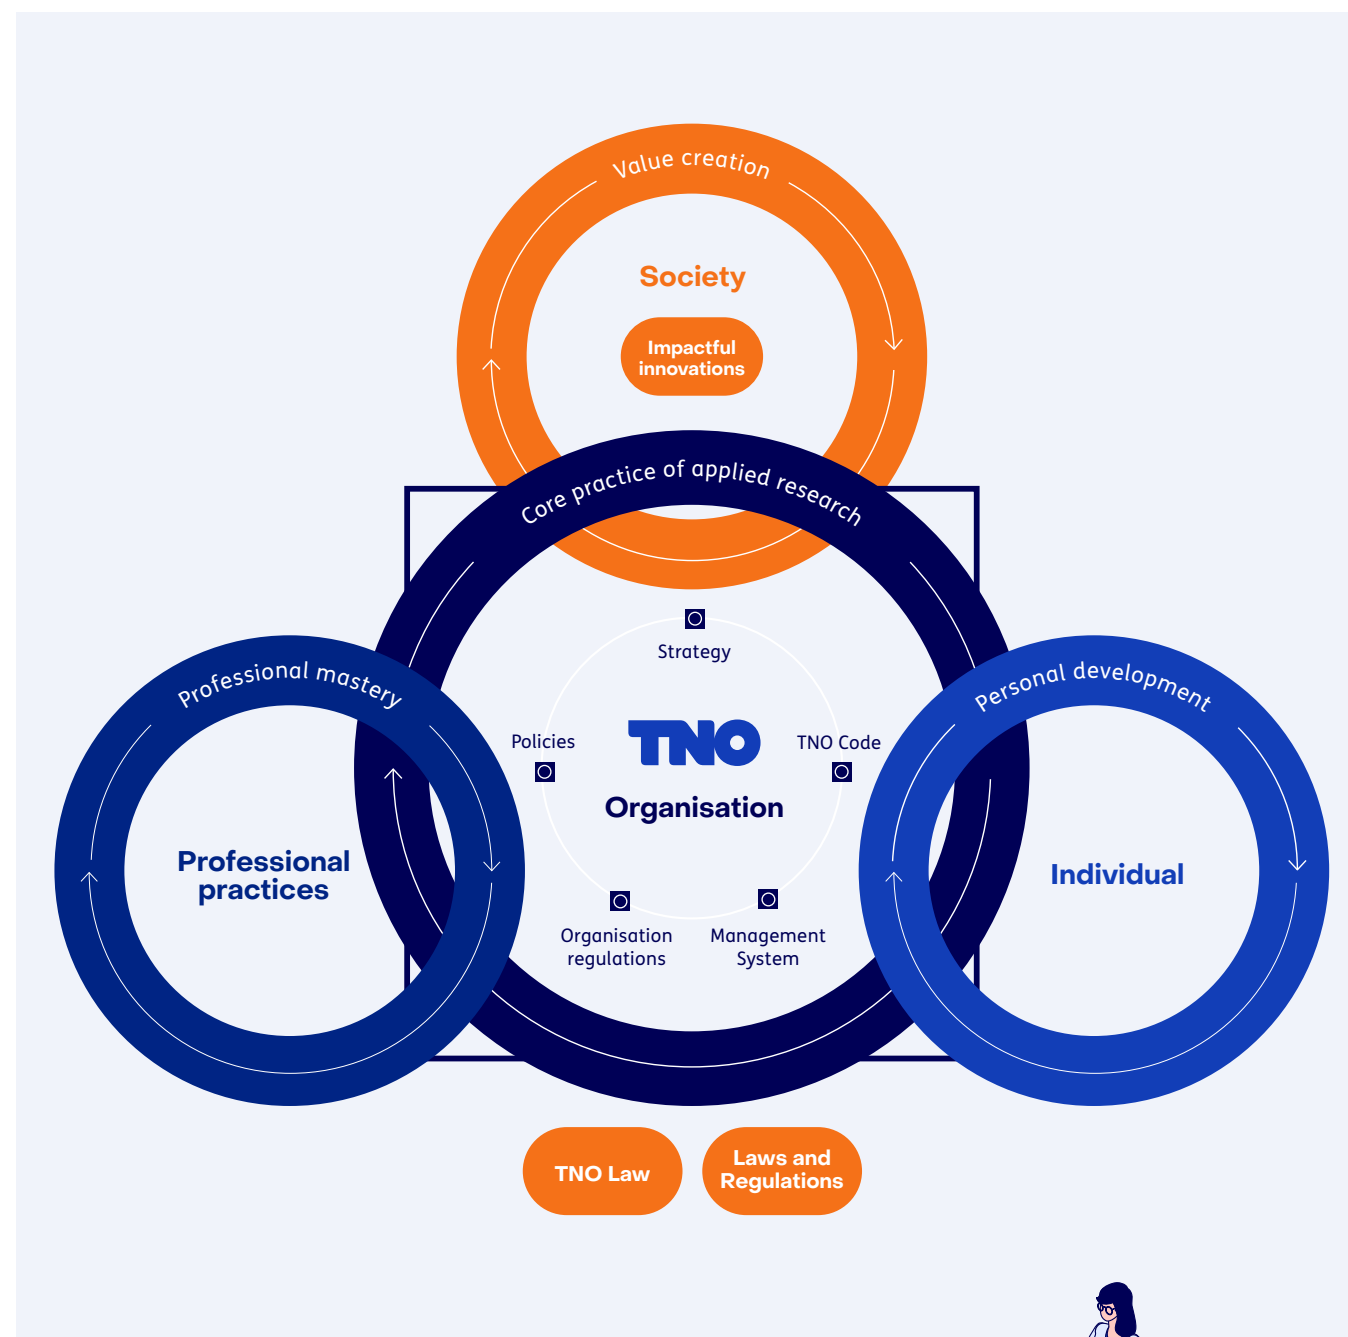 Value creation
Society
Impactful
innovations
Core practice of applied research
Strategy
Professional mastery
Personal development
Policies
TNO
TNO Code
Organisation
Professional
practices
Individual
Organisation
regulations
Management
System
TNO Law
Laws and
Regulations